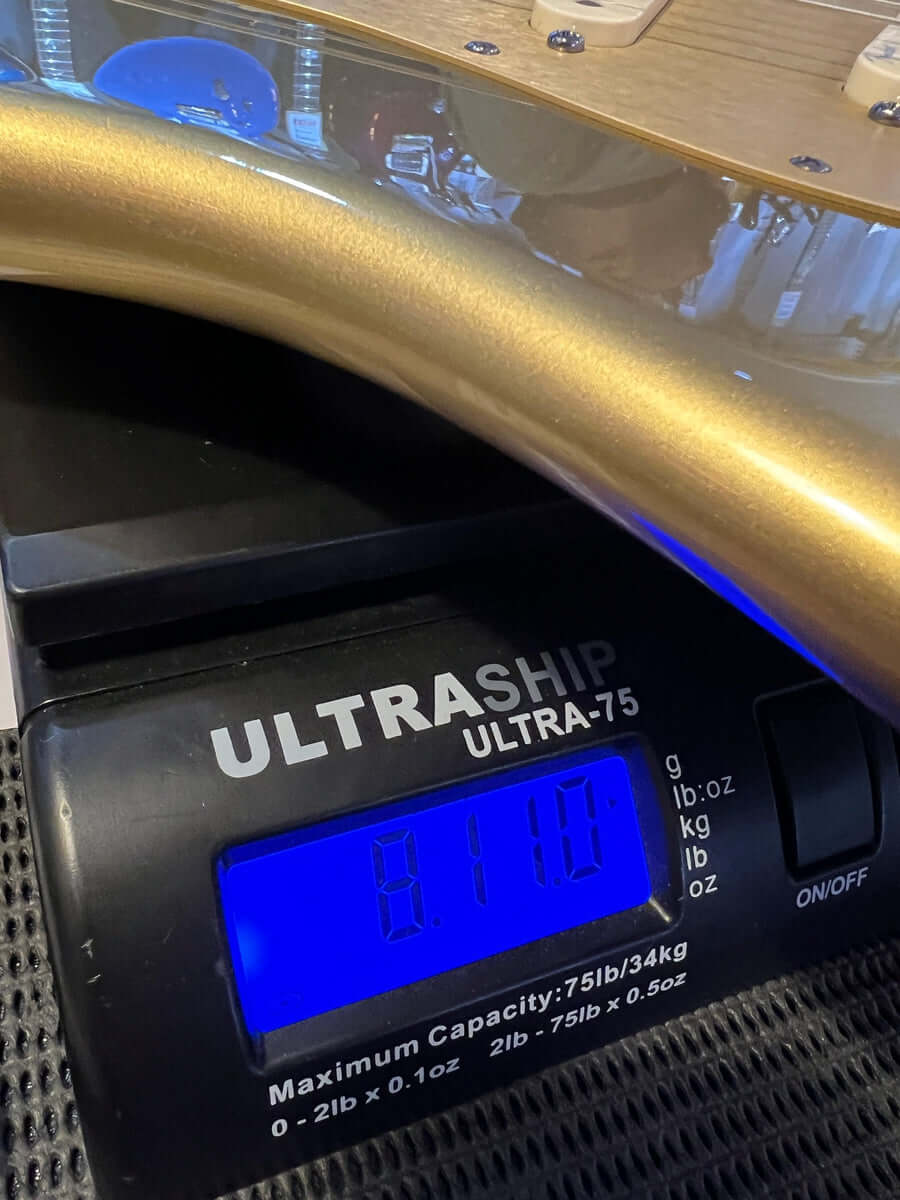 ULTRASHIP
ULTRA-75
8.11.0
g
lb:oz
kg
lb
oz
ON/OFF
Maximum Capacity:75lb/34kg
0 - 2lb x 0.1oz 2lb - 75lb x 0.5oz